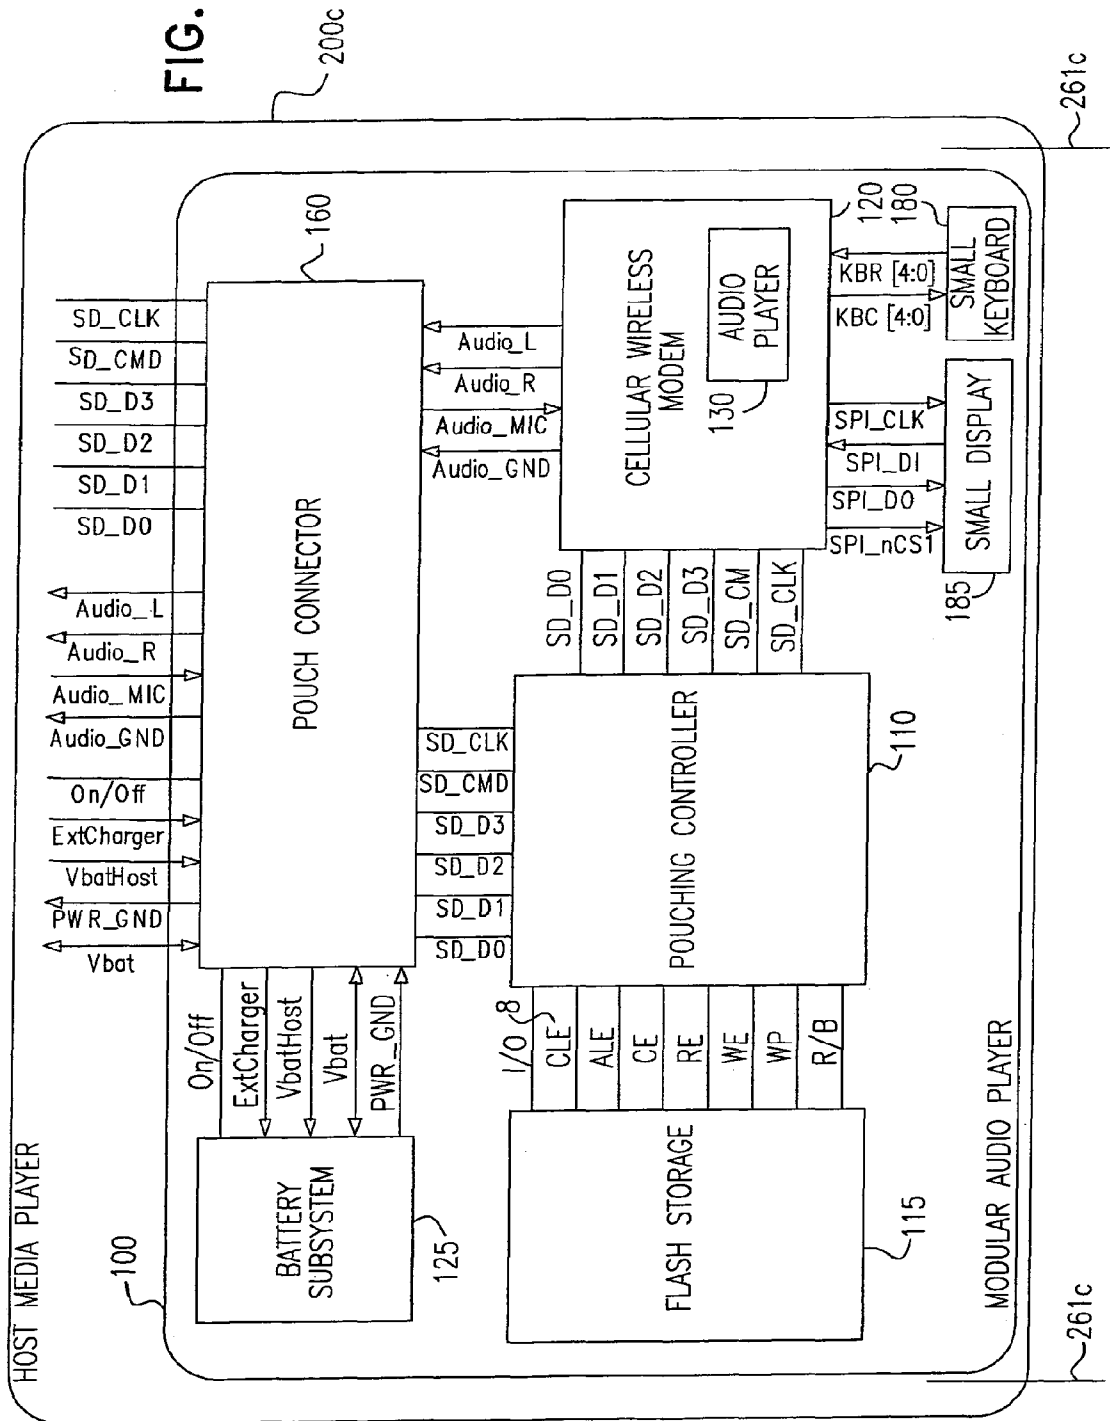 FIG.
200c
HOST MEDIA PLAYER
100
261c
261c
MODULAR AUDIO PLAYER
Vbat
PWR_GND
VbatHost
ExtCharger
On/Off
Audio_GND
Audio_MIC
Audio_R
Audio_L
SD_D0
SD_D1
SD_D2
SD_D3
SD_CMD
SD_CLK
POUCH CONNECTOR
160
On/Off
ExtCharger
VbatHost
Vbat
PWR_GND
BATTERY
SUBSYSTEM
125
SD_D0
SD_D1
SD_D2
SD_D3
SD_CMD
SD_CLK
Audio_GND
Audio_MIC
Audio_R
Audio_L
FLASH STORAGE
115
I/O
8
CLE
ALE
CE
RE
WE
WP
R/B
POUCHING CONTROLLER
110
SD_D0
SD_D1
SD_D2
SD_D3
SD_CM
SD_CLK
CELLULAR WIRELESS
MODEM
120
AUDIO
PLAYER
130
SPI_nCS1
SPI_DO
SPI_DI
SPI_CLK
KBC [4:0]
KBR [4:0]
SMALL DISPLAY
185
SMALL
KEYBOARD
180